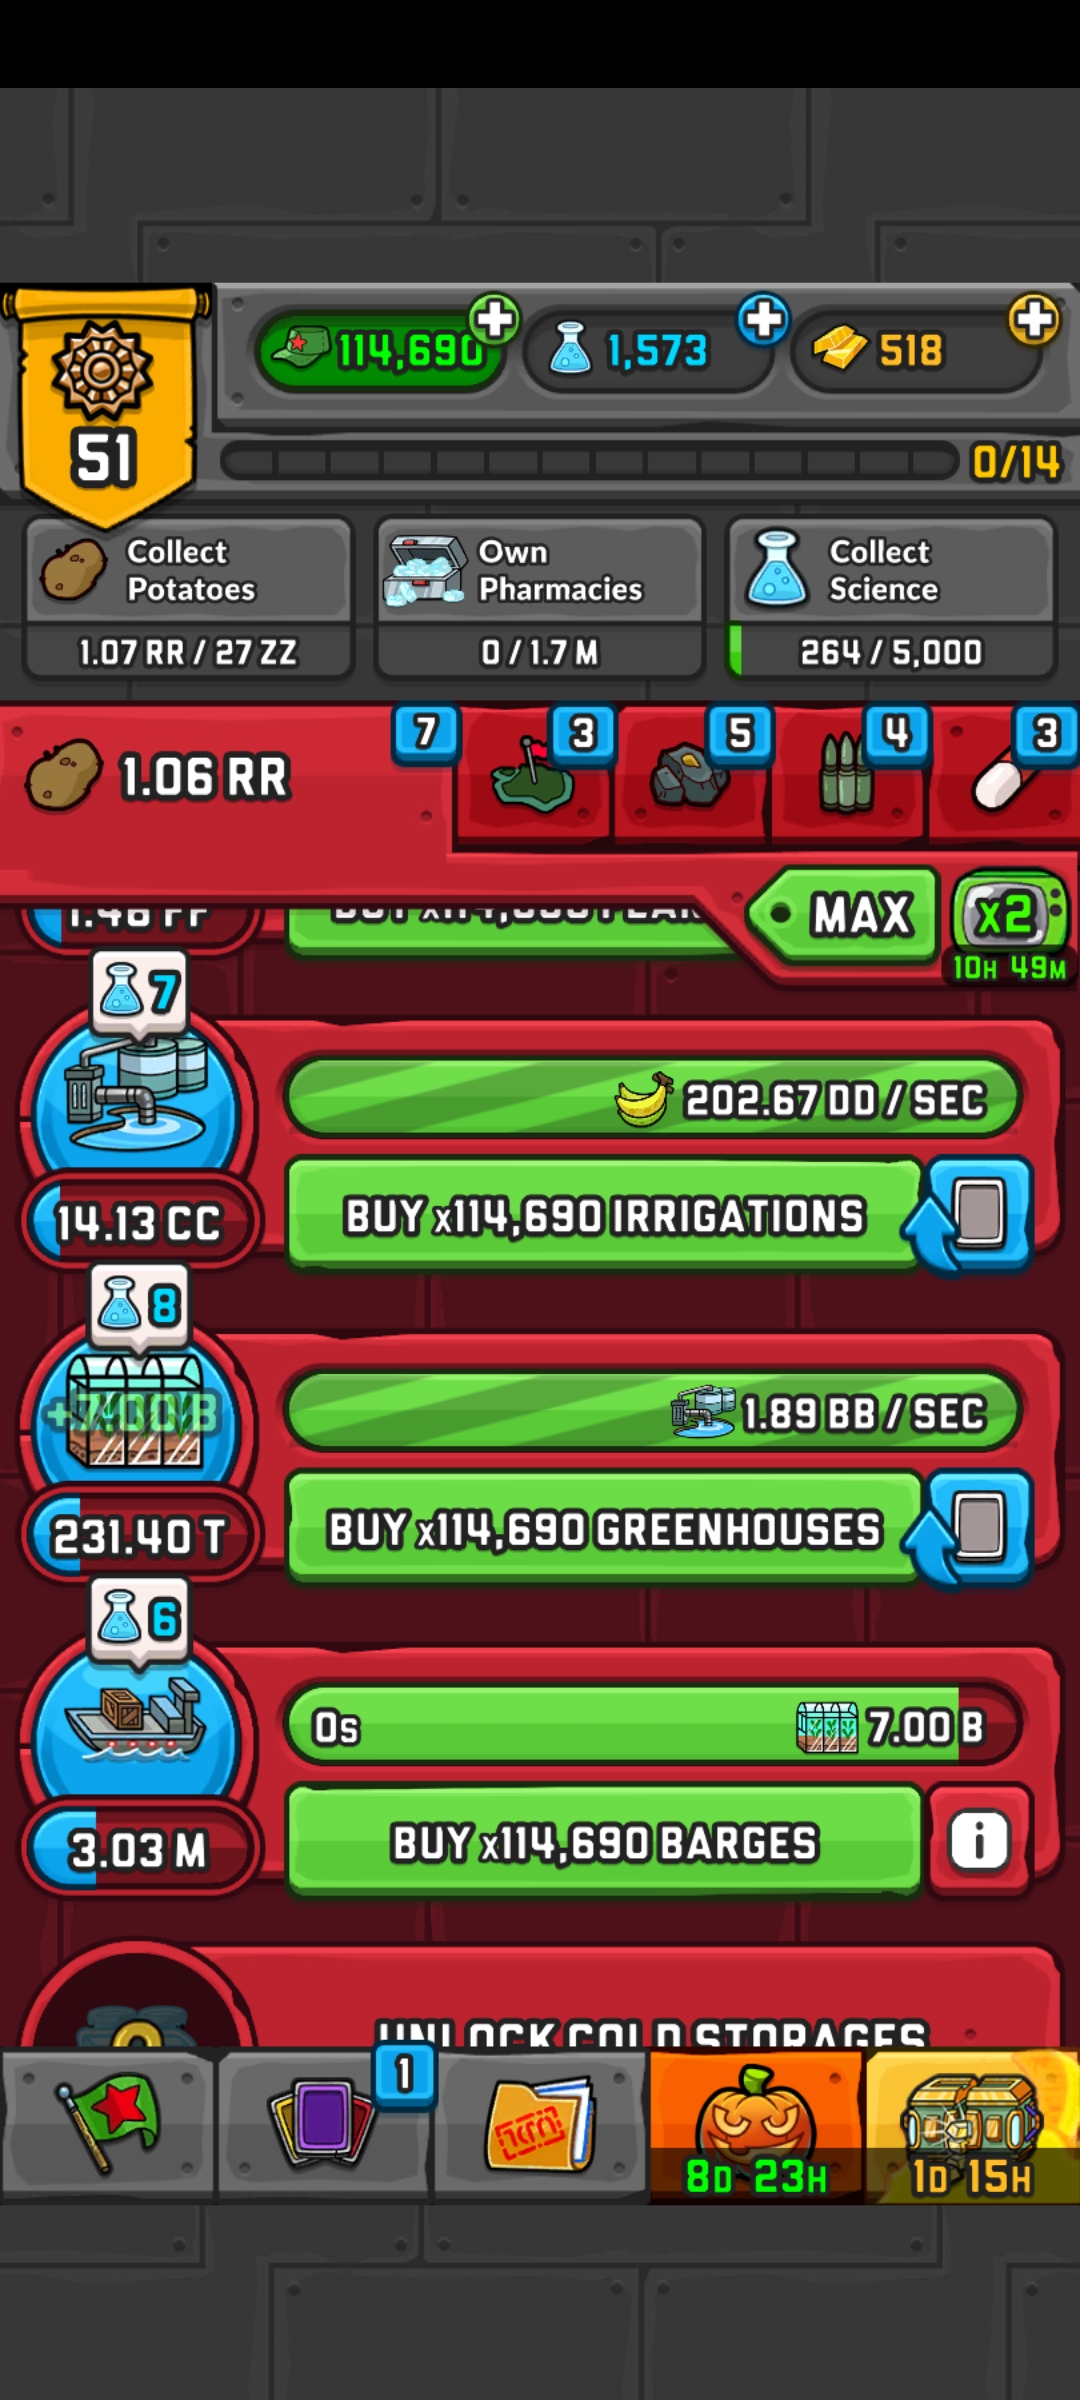 114,690
1,573
518
51
0/14
Collect Potatoes
1.07 RR / 27 ZZ
Own Pharmacies
0 / 1.7 M
Collect Science
264 / 5,000
1.06 RR
7
3
5
4
3
MAX
x2
10H 49M
7
202.67 DD / SEC
14.13 CC
BUY x114,690 IRRIGATIONS
8
+7.00 B
1.89 BB / SEC
231.40 T
BUY x114,690 GREENHOUSES
6
0s
7.00 B
3.03 M
BUY x114,690 BARGES
i
UNLOCK COLD STORAGES
1
8D 23H
1D 15H